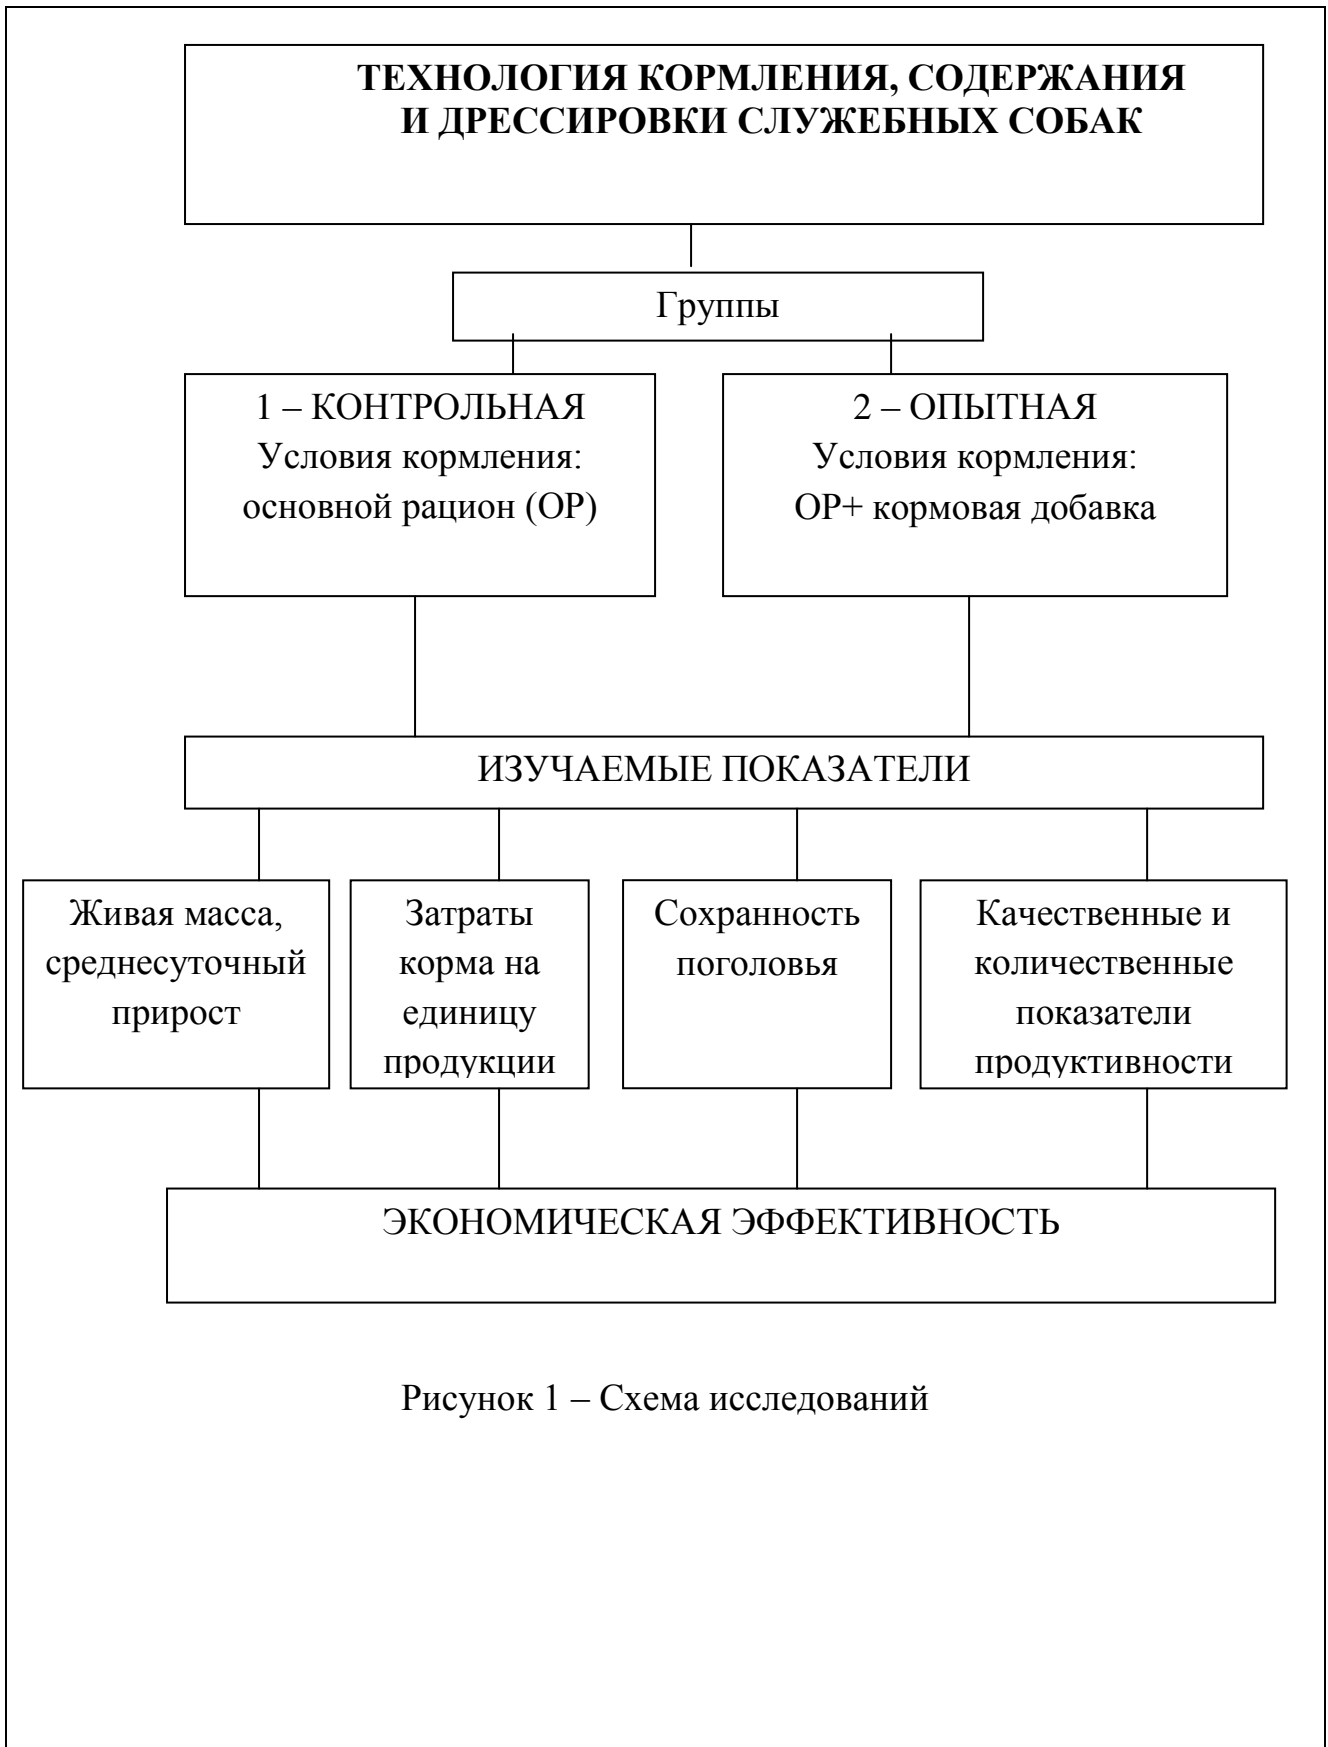 ТЕХНОЛОГИЯ КОРМЛЕНИЯ, СОДЕРЖАНИЯ
И ДРЕССИРОВКИ СЛУЖЕБНЫХ СОБАК
Группы
1 – КОНТРОЛЬНАЯ
Условия кормления:
основной рацион (ОР)
2 – ОПЫТНАЯ
Условия кормления:
ОР+ кормовая добавка
ИЗУЧАЕМЫЕ ПОКАЗАТЕЛИ
Живая масса,
среднесуточный
прирост
Затраты
корма на
единицу
продукции
Сохранность
поголовья
Качественные и
количественные
показатели
продуктивности
ЭКОНОМИЧЕСКАЯ ЭФФЕКТИВНОСТЬ
Рисунок 1 – Схема исследований